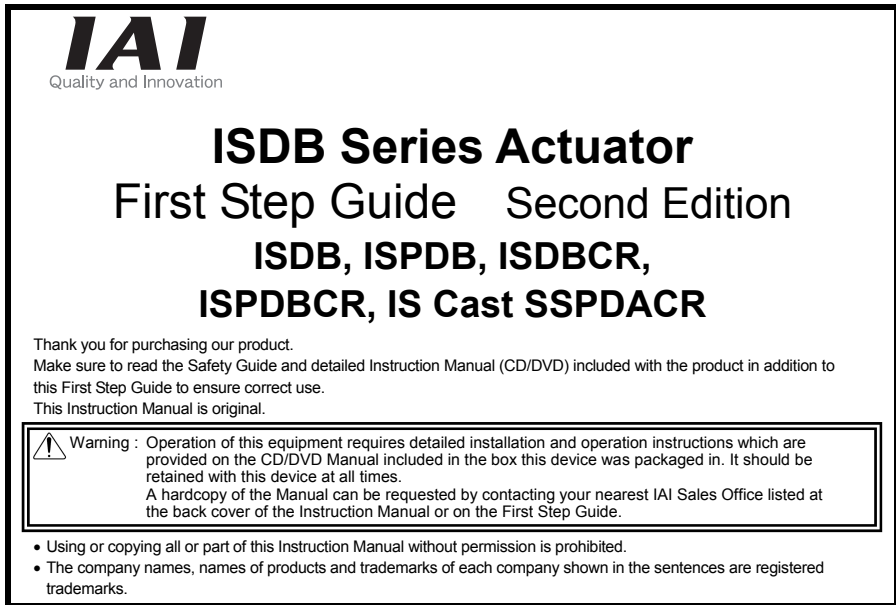 IAI
Quality and Innovation
ISDB Series Actuator
First Step Guide Second Edition
ISDB, ISPDB, ISDBCR,
ISPDBCR, IS Cast SSPDACR
Thank you for purchasing our product.
Make sure to read the Safety Guide and detailed Instruction Manual (CD/DVD) included with the product in addition to
this First Step Guide to ensure correct use.
This Instruction Manual is original.
Warning : Operation of this equipment requires detailed installation and operation instructions which are
provided on the CD/DVD Manual included in the box this device was packaged in. It should be
retained with this device at all times.
A hardcopy of the Manual can be requested by contacting your nearest IAI Sales Office listed at
the back cover of the Instruction Manual or on the First Step Guide.
• Using or copying all or part of this Instruction Manual without permission is prohibited.
• The company names, names of products and trademarks of each company shown in the sentences are registered
trademarks.